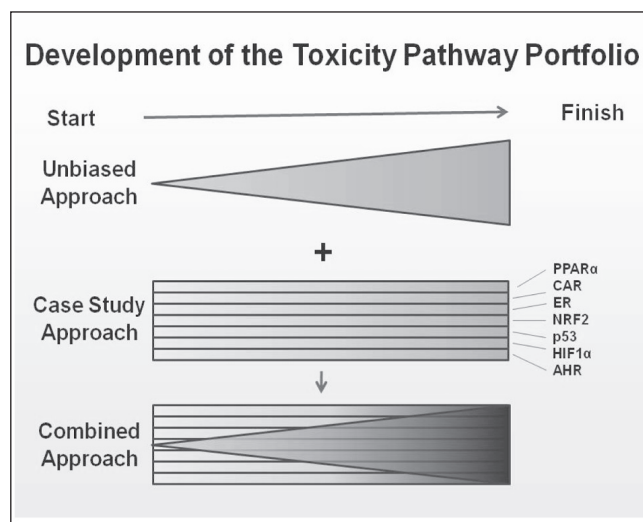 Development of the Toxicity Pathway Portfolio
Start
Finish
Unbiased
Approach
+
Case Study
Approach
PPARα
CAR
ER
NRF2
p53
HIF1α
AHR
Combined
Approach